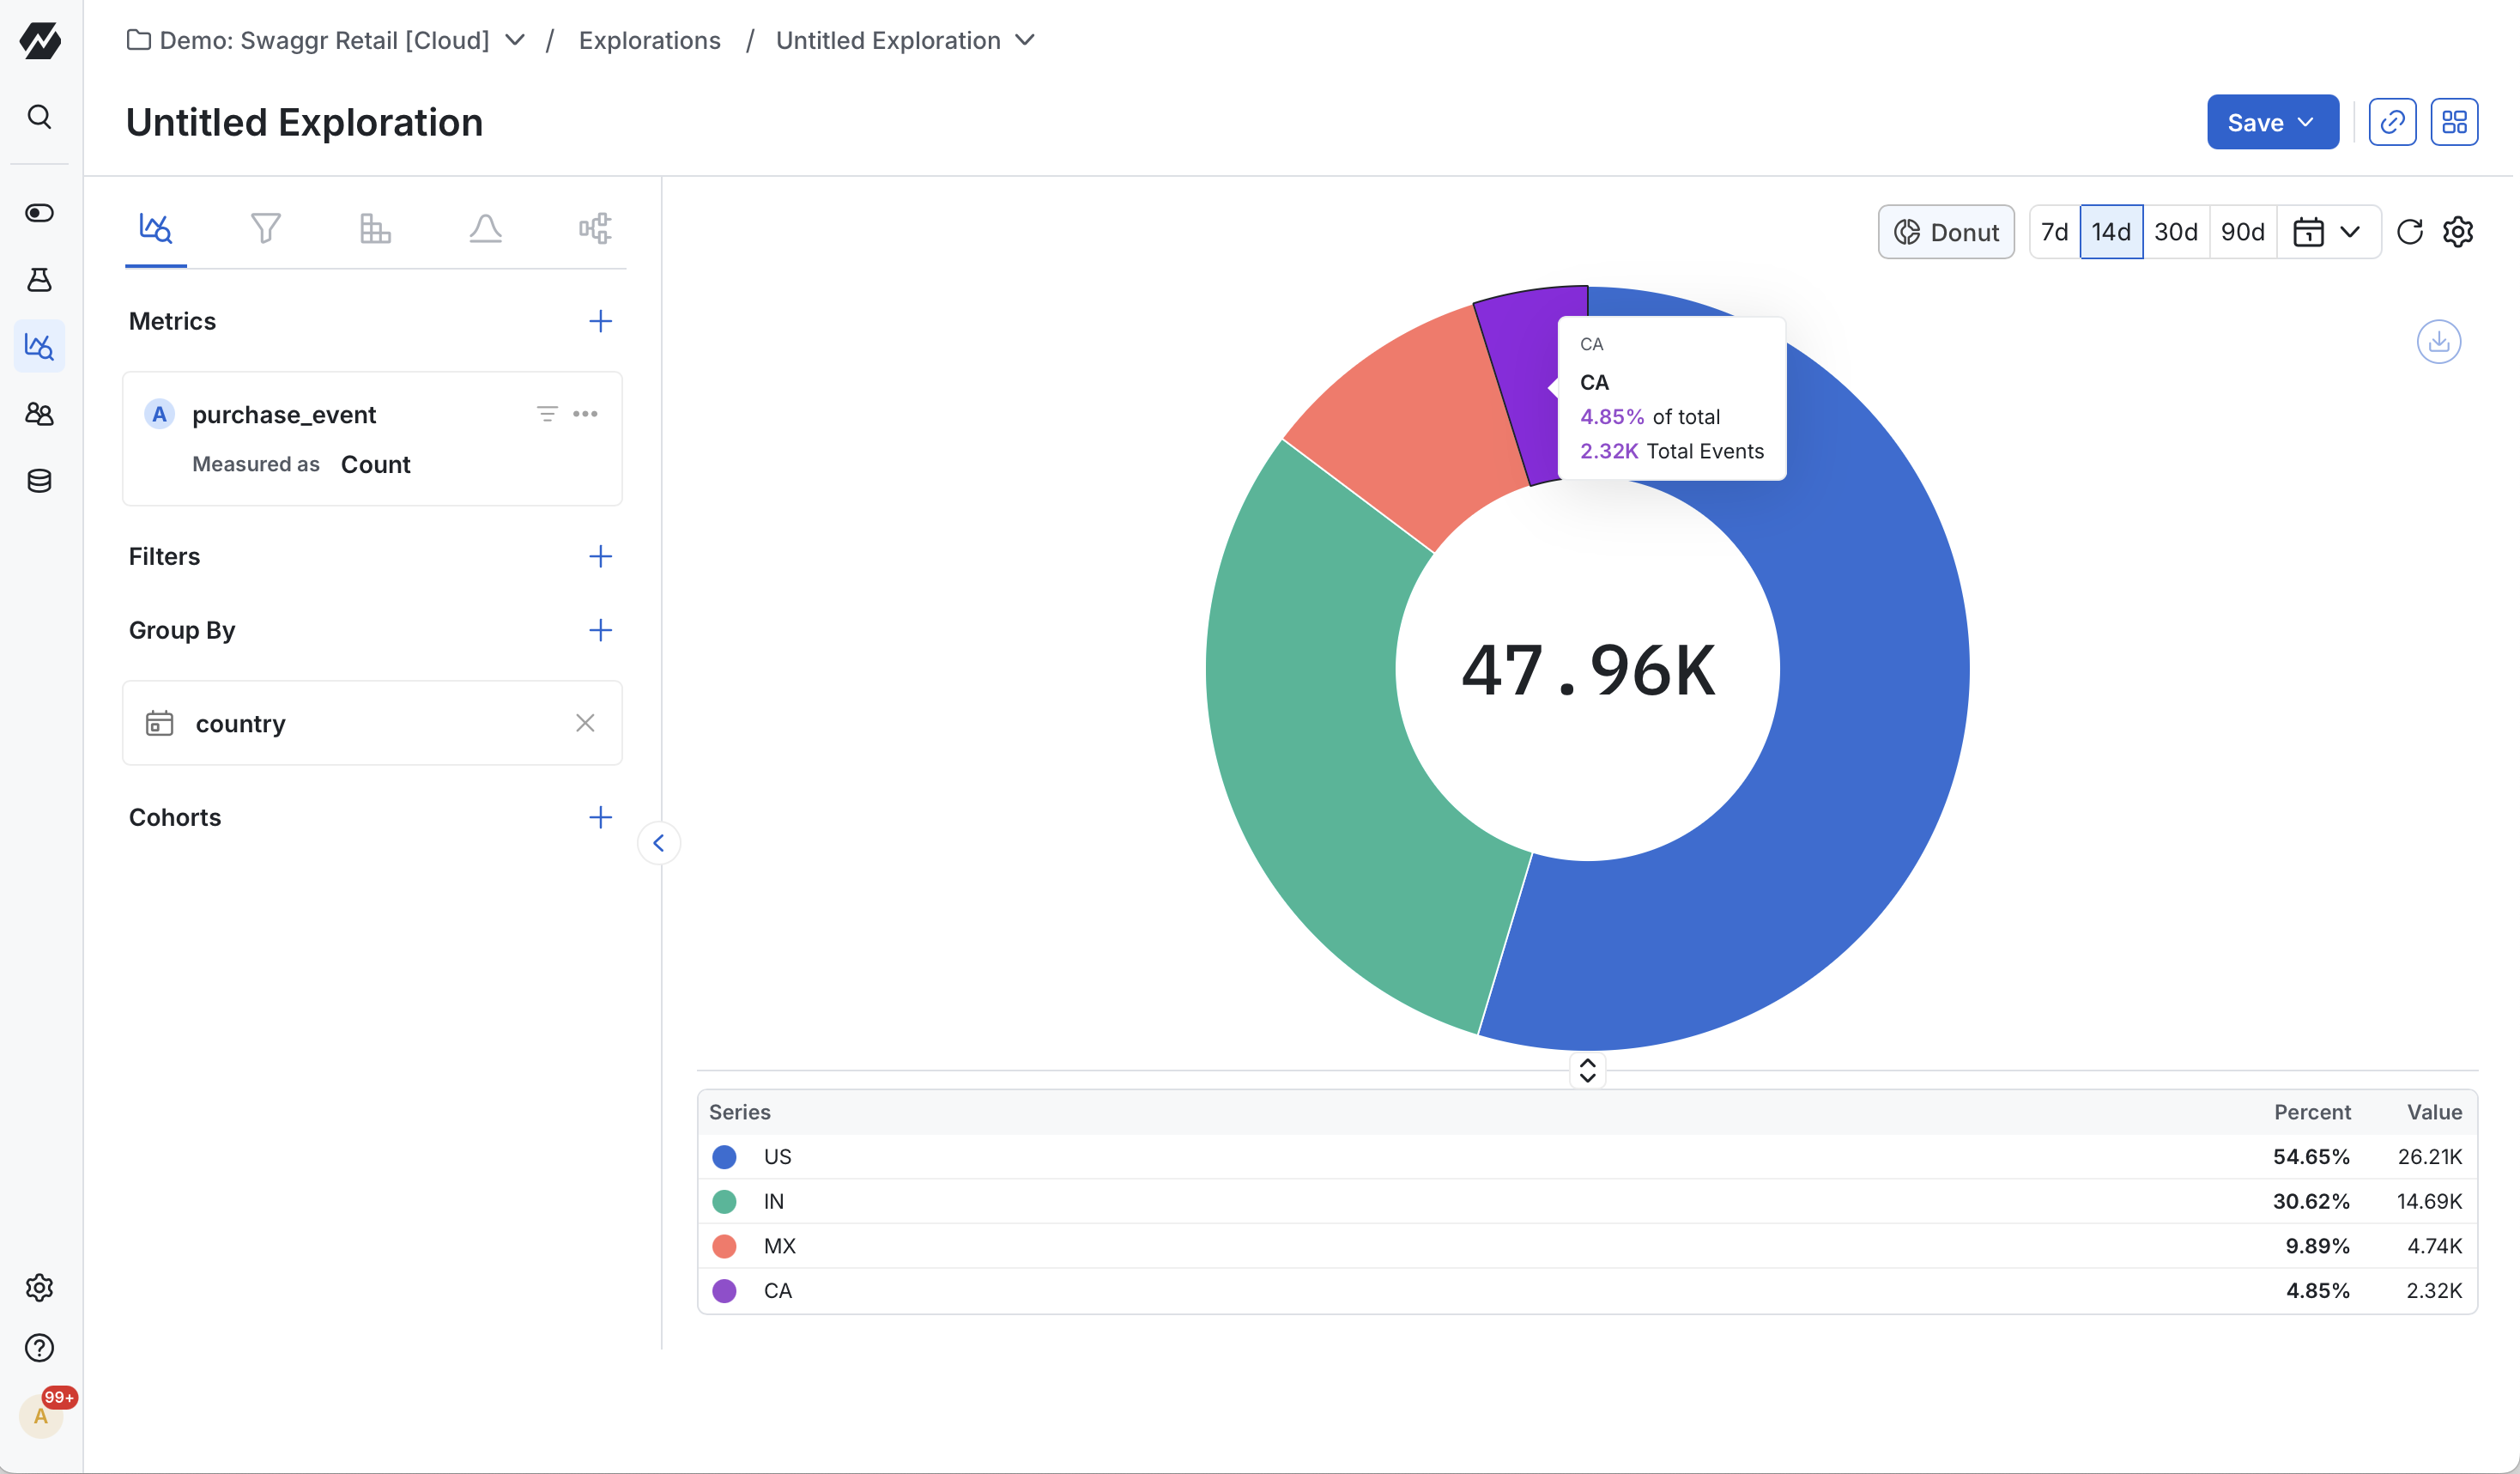 Demo: Swaggr Retail [Cloud] / Explorations / Untitled Exploration
Untitled Exploration
Save
Donut 7d 14d 30d 90d 1
Metrics
A purchase_event
Measured as Count
Filters
Group By
country
Cohorts
CA
CA
4.85% of total
2.32K Total Events
47.96K
Series Percent Value
US 54.65% 26.21K
IN 30.62% 14.69K
MX 9.89% 4.74K
CA 4.85% 2.32K
99+
A